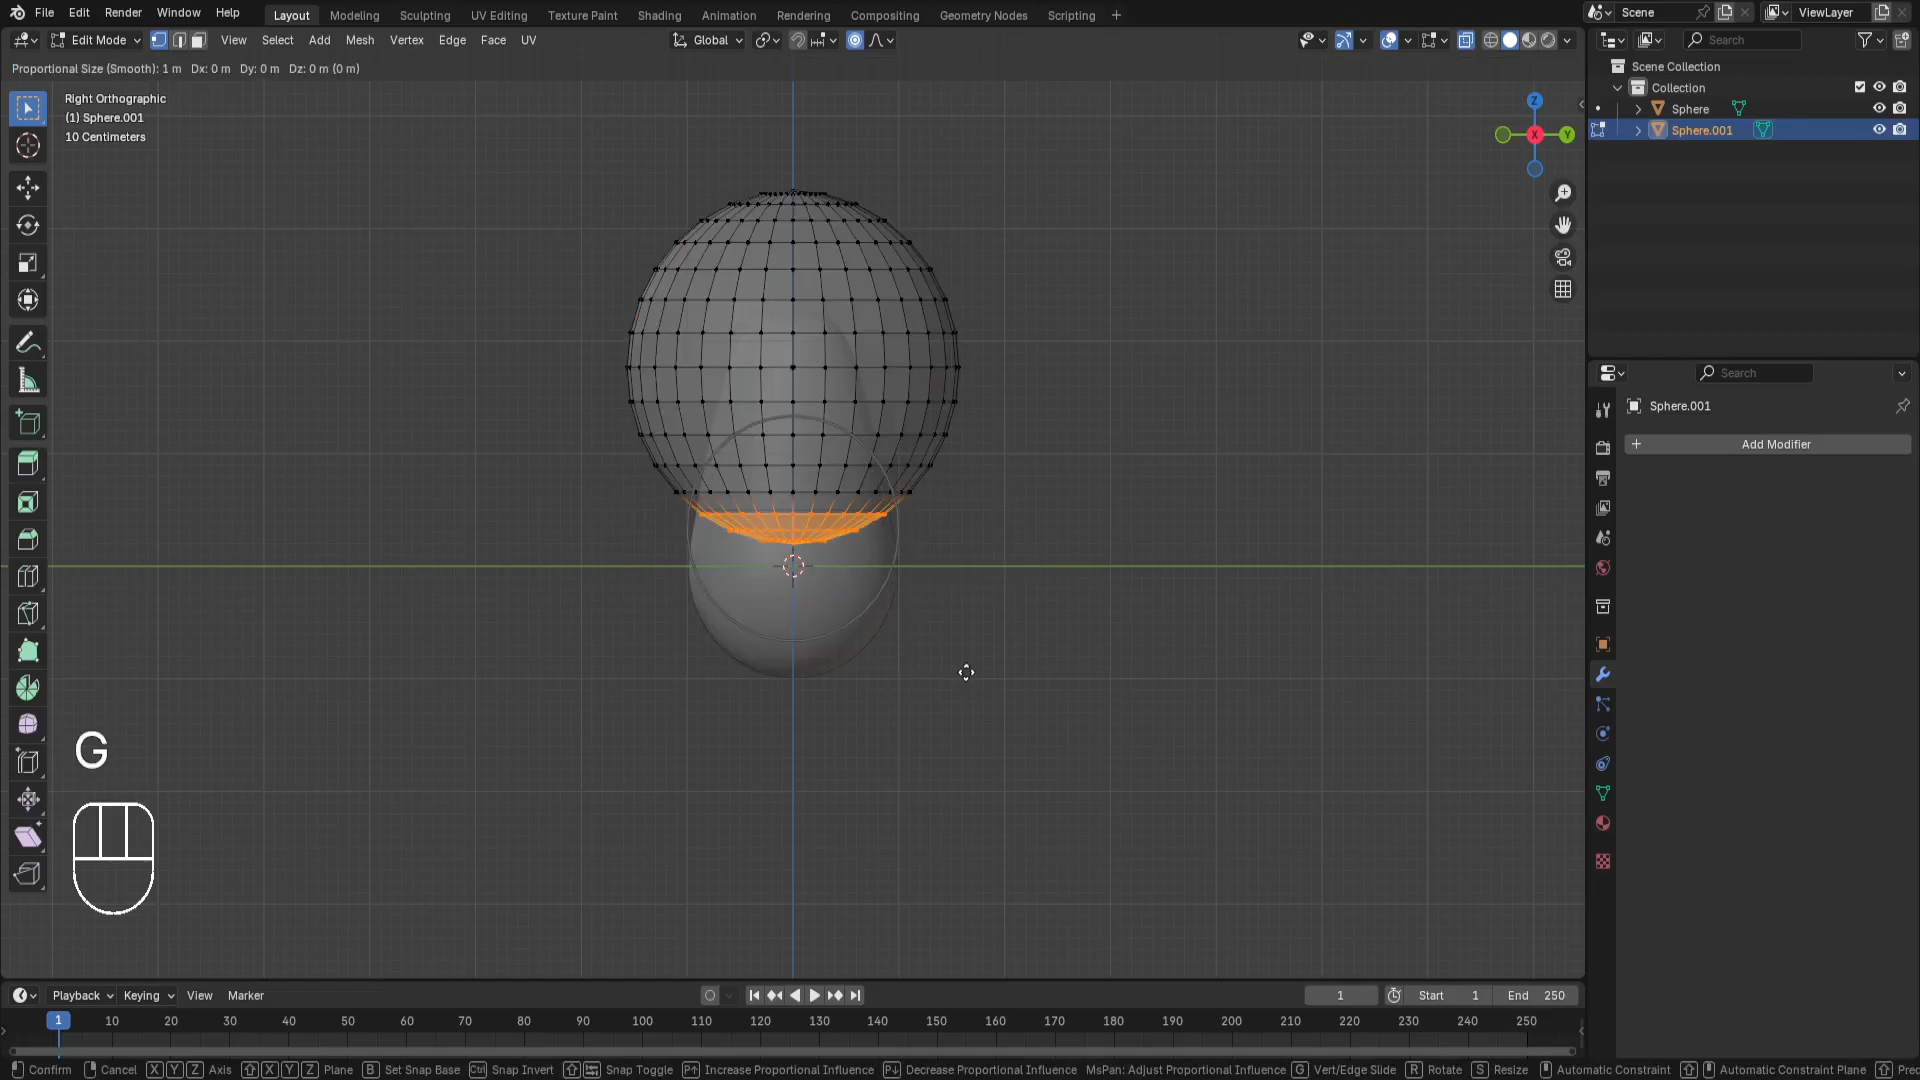 File Edit Render Window Help Layout Modeling Sculpting UV Editing Texture Paint Shading Animation Rendering Compositing Geometry Nodes Scripting + Scene ViewLayer
Edit Mode View Select Add Mesh Vertex Edge Face UV Global Search
Proportional Size (Smooth): 1 m Dx: 0 m Dy: 0 m Dz: 0 m (0 m)
Right Orthographic
(1) Sphere.001
10 Centimeters
Z
X
Y
Scene Collection
Collection
Sphere
Sphere.001
Search
Sphere.001
+ Add Modifier
G
Playback Keying View Marker 1 Start 1 End 250
1 10 20 30 40 50 60 70 80 90 100 110 120 130 140 150 160 170 180 190 200 210 220 230 240 250
Confirm Cancel X Y Z Axis X Y Z Plane B Set Snap Base Ctrl Snap Invert Snap Toggle P↑ Increase Proportional Influence P↓ Decrease Proportional Influence MsPan: Adjust Proportional Influence G Vert/Edge Slide R Rotate S Resize Automatic Constraint Automatic Constraint Plane Prec